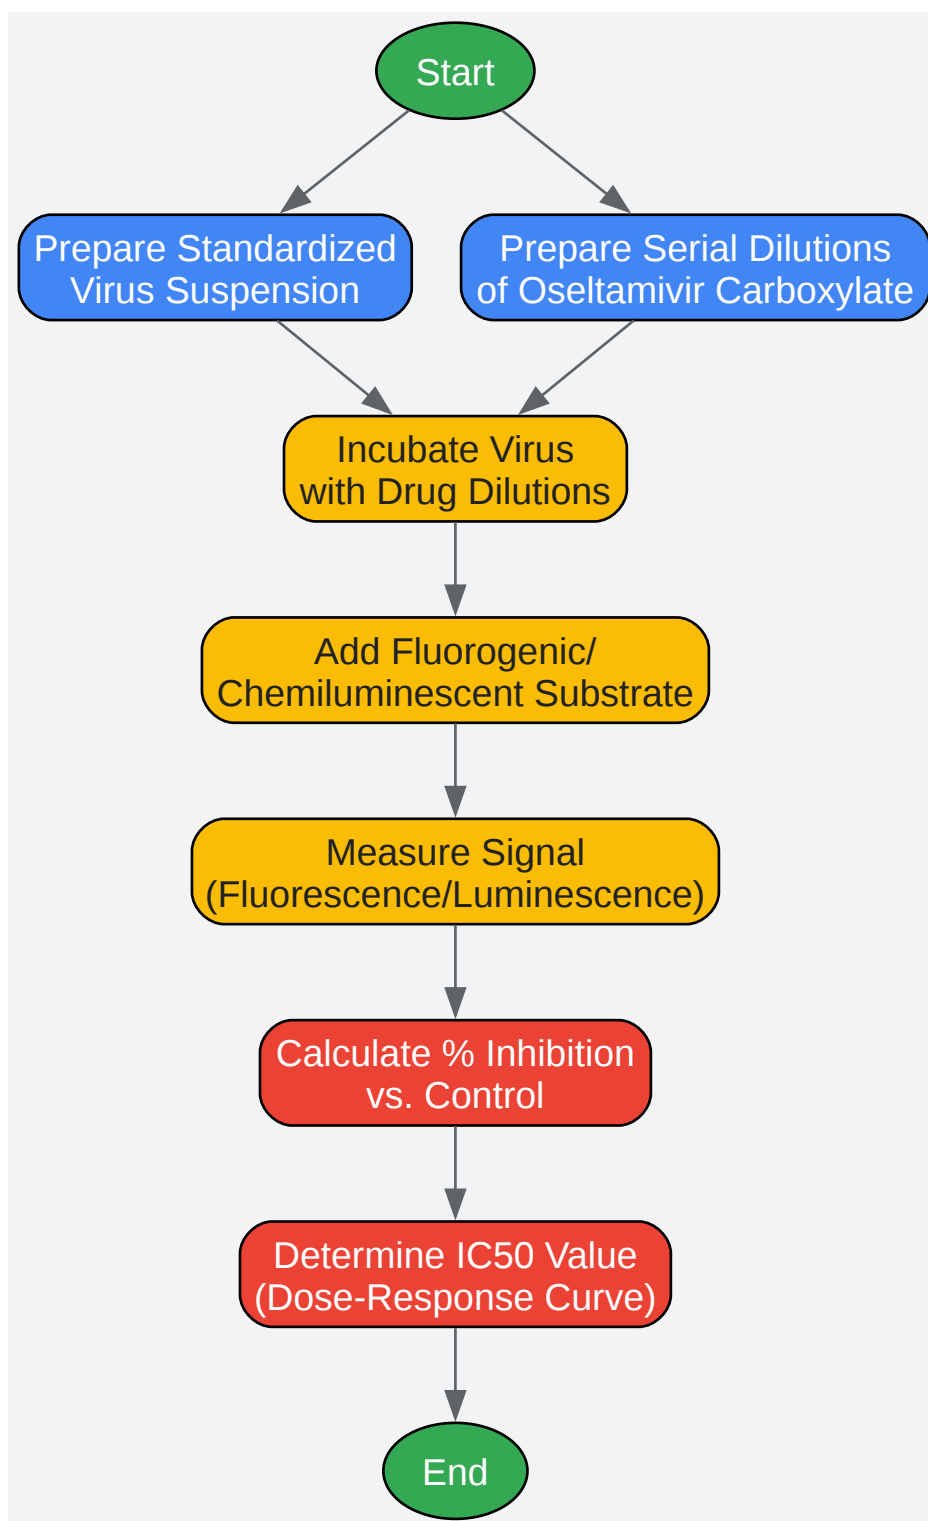 Start
Prepare Standardized
Virus Suspension
Prepare Serial Dilutions
of Oseltamivir Carboxylate
Incubate Virus
with Drug Dilutions
Add Fluorogenic/
Chemiluminescent Substrate
Measure Signal
(Fluorescence/Luminescence)
Calculate % Inhibition
vs. Control
Determine IC50 Value
(Dose-Response Curve)
End